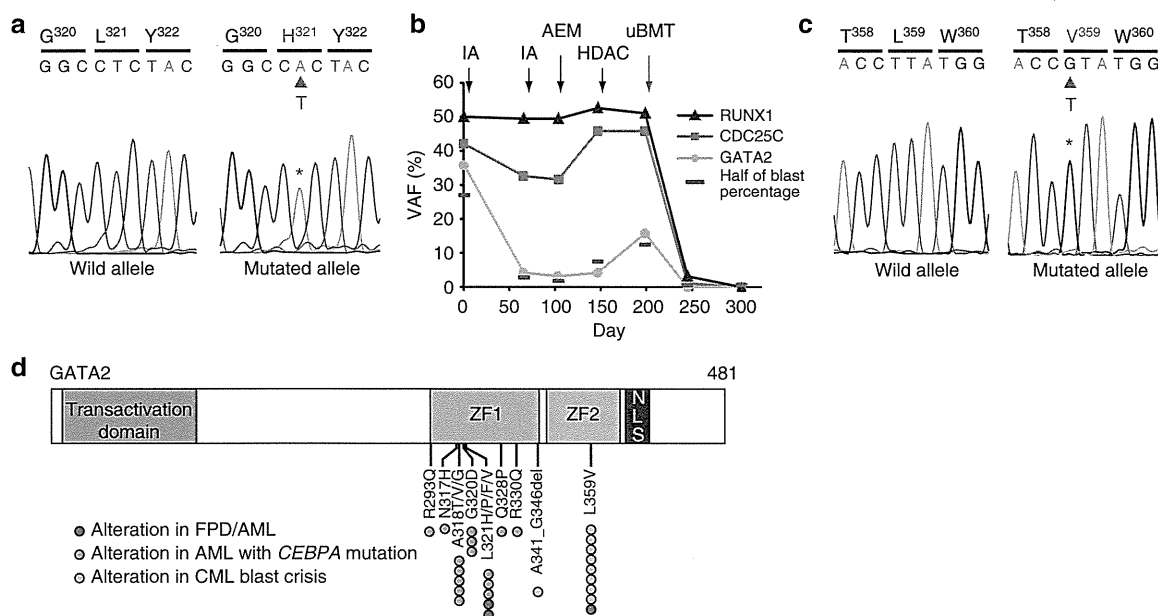 a
G320 L321 Y322
G G C C T C T A C
G320 H321 Y322
G G C C A C T A C
T
*
Wild allele
Mutated allele
b
AEM uBMT
IA IA HDAC
VAF (%)
60
50
40
30
20
10
0
0 50 100 150 200 250 300
Day
RUNX1
CDC25C
GATA2
Half of blast
percentage
c
T358 L359 W360
A C C T T A T G G
T358 V359 W360
A C C G T A T G G
T
*
Wild allele
Mutated allele
d
GATA2
481
Transactivation
domain
ZF1
ZF2
NLS
R293Q
N317H
A318T/V/G
G320D
L321H/P/F/V
Q328P
R330Q
A341_G346del
L359V
Alteration in FPD/AML
Alteration in AML with CEBPA mutation
Alteration in CML blast crisis